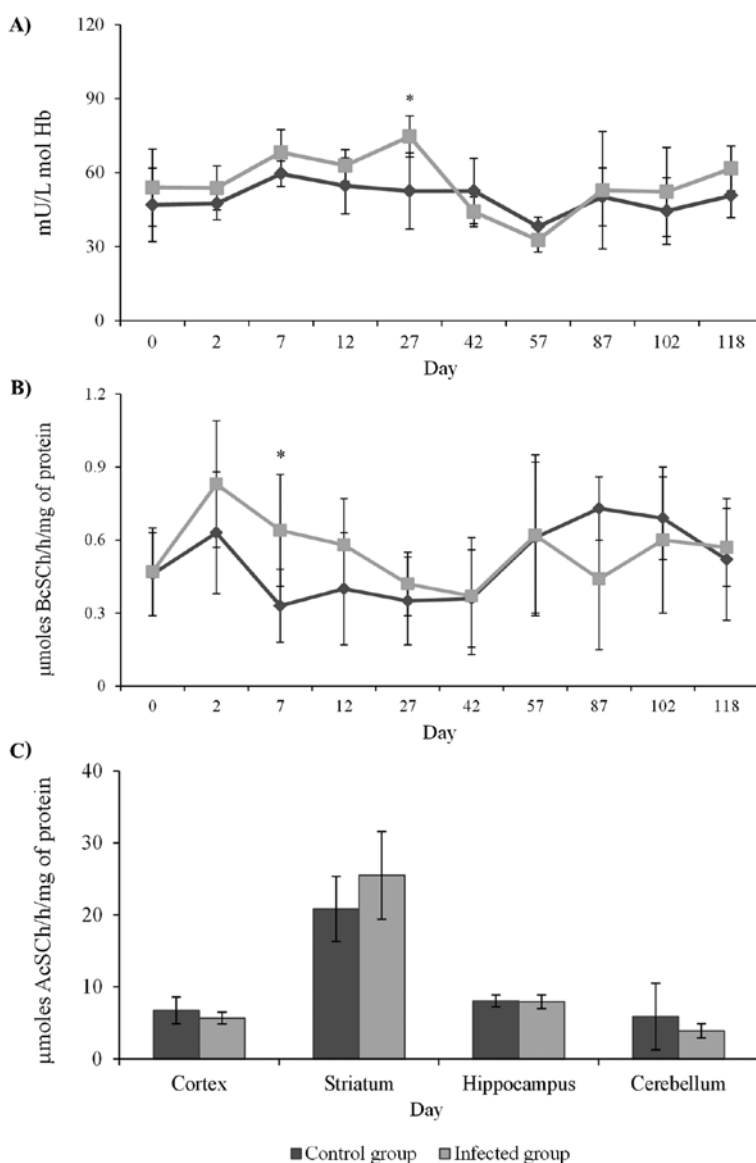 A)
mU/L mol Hb
120
90
60
30
0
*
0 2 7 12 27 42 57 87 102 118
Day
B)
μmoles BcSCh/h/mg of protein
1.2
0.9
0.6
0.3
0
*
0 2 7 12 27 42 57 87 102 118
Day
C)
μmoles AcSCh/h/mg of protein
40
30
20
10
0
Cortex Striatum Hippocampus Cerebellum
Day
Control group Infected group